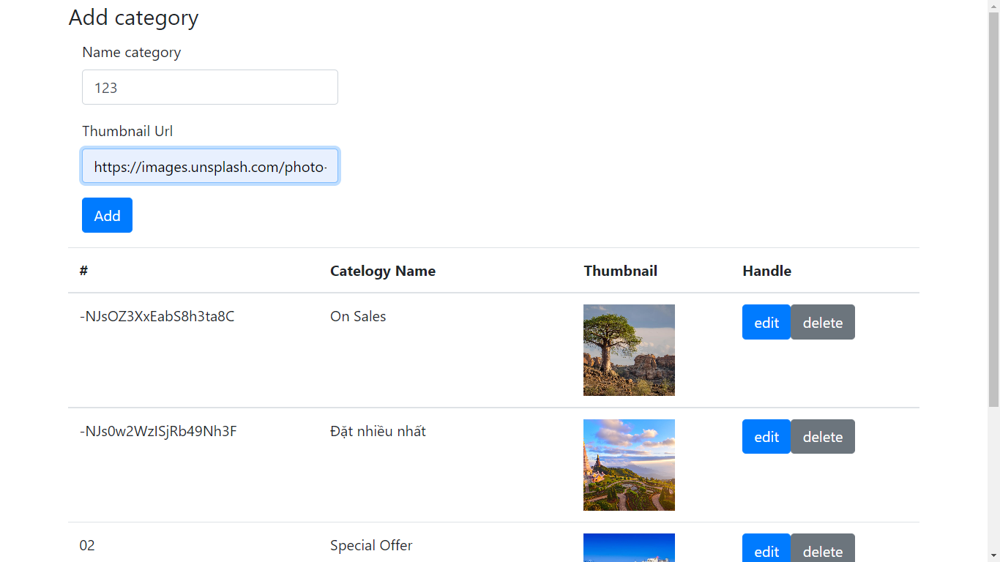 Add category
Name category
123
Thumbnail Url
https://images.unsplash.com/photo-
Add
# Catelogy Name Thumbnail Handle
-NJsOZ3XxEabS8h3ta8C On Sales edit delete
-NJs0w2WzISjRb49Nh3F Đặt nhiều nhất edit delete
02 Special Offer edit delete